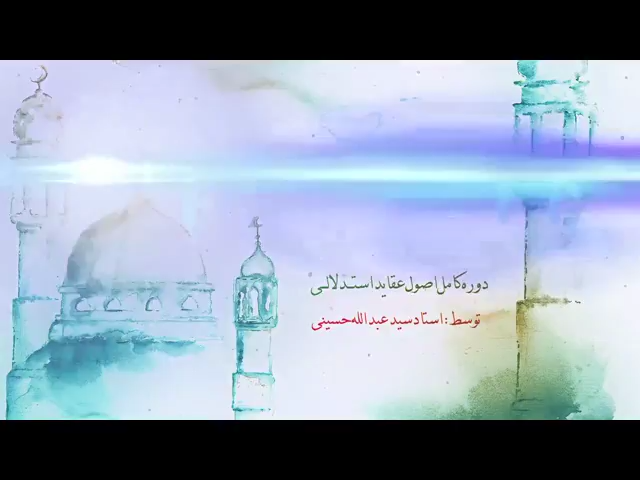 دوره کامل اصول عقاید استدلالی
توسط : استاد سید عبدالله حسینی